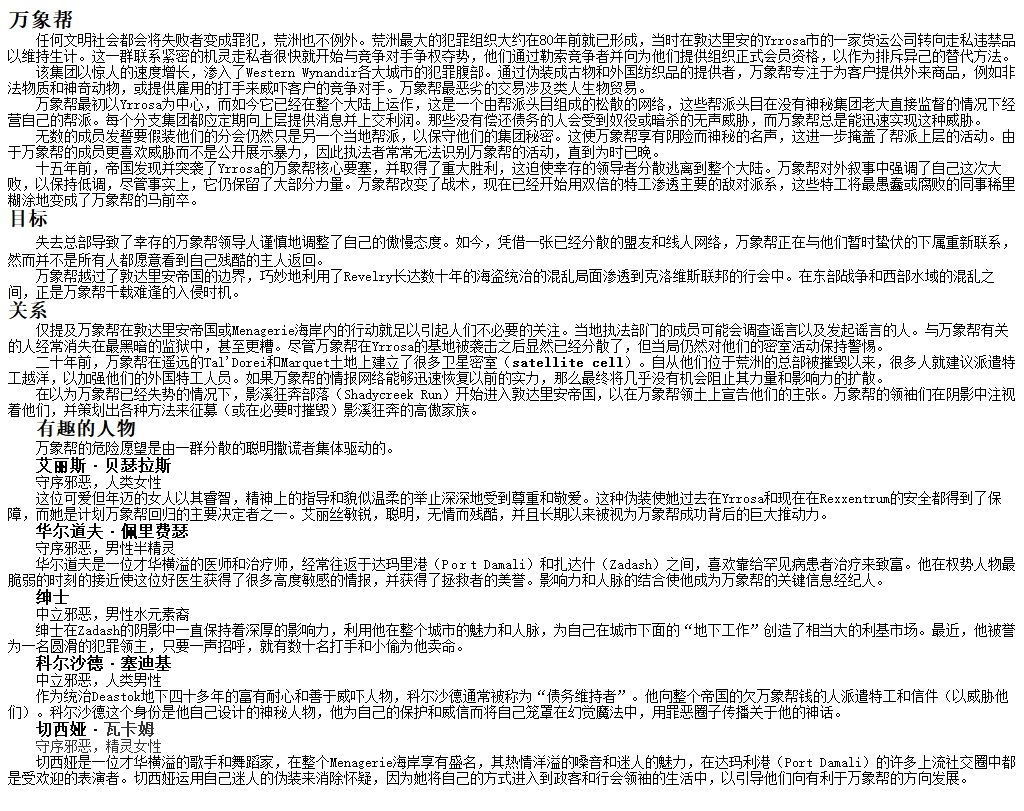 万象帮
任何文明社会都会将失败者变成罪犯，荒洲也不例外。荒洲最大的犯罪组织大约在80年前就已形成，当时在敦达里安的Yrrosa市的一家货运公司转向走私违禁品
以维持生计。这一群联系紧密的机灵走私者很快就开始与竞争对手争权夺势，他们通过勒索竞争者并向为他们提供组织正式会员资格，以作为排斥异己的替代方法。
该集团以惊人的速度增长，渗入了Western Wynandir各大城市的犯罪腹部。通过伪装成古物和外国纺织品的提供者，万象帮专注于为客户提供外来商品，例如非
法物质和神奇动物，或提供雇用的打手来威吓客户的竞争对手。万象帮最恶劣的交易涉及类人生物贸易。
万象帮最初以Yrrosa为中心，而如今它已经在整个大陆上运作，这是一个由帮派头目组成的松散的网络，这些帮派头目在没有神秘集团老大直接监督的情况下经
营自己的帮派。每个分支集团都应定期向上层提供消息并上交利润。那些没有偿还债务的人会受到奴役或暗杀的无声威胁，而万象帮总是能迅速实现这种威胁。
无数的成员发誓要假装他们的分会仍然只是另一个当地帮派，以保守他们的集团秘密。这使万象帮享有阴险而神秘的名声，这进一步掩盖了帮派上层的活动。由
于万象帮的成员更喜欢威胁而不是公开展示暴力，因此执法者常常无法识别万象帮的活动，直到为时已晚。
十五年前，帝国发现并突袭了Yrrosa的万象帮核心要塞，并取得了重大胜利，这迫使幸存的领导者分散逃离到整个大陆。万象帮对外叙事中强调了自己这次大
败，以保持低调，尽管事实上，它仍保留了大部分力量。万象帮改变了战术，现在已经开始用双倍的特工渗透主要的敌对派系，这些特工将最愚蠢或腐败的同事稀里
糊涂地变成了万象帮的马前卒。
目标
失去总部导致了幸存的万象帮领导人谨慎地调整了自己的傲慢态度。如今，凭借一张已经分散的盟友和线人网络，万象帮正在与他们暂时蛰伏的下属重新联系，
然而并不是所有人都愿意看到自己残酷的主人返回。
万象帮越过了敦达里安帝国的边界，巧妙地利用了Revelry长达数十年的海盗统治的混乱局面渗透到克洛维斯联邦的行会中。在东部战争和西部水域的混乱之
间，正是万象帮千载难逢的入侵时机。
关系
仅提及万象帮在敦达里安帝国或Menagerie海岸内的行动就足以引起人们不必要的关注。当地执法部门的成员可能会调查谣言以及发起谣言的人。与万象帮有关
的人经常消失在最黑暗的监狱中，甚至更糟。尽管万象帮在Yrrosa的基地被袭击之后显然已经分散了，但当局仍然对他们的密室活动保持警惕。
二十年前，万象帮在遥远的Tal'Dorei和Marquet土地上建立了很多卫星密室（satellite cell）。自从他们位于荒洲的总部被摧毁以来，很多人就建议派遣特
工越洋，以加强他们的外国特工人员。如果万象帮的情报网络能够迅速恢复以前的实力，那么最终将几乎没有机会阻止其力量和影响力的扩散。
在以为万象帮已经失势的情况下，影溪狂奔部落（Shadycreek Run）开始进入敦达里安帝国，以在万象帮领土上宣告他们的主张。万象帮的领袖们在阴影中注视
着他们，并策划出各种方法来征募（或在必要时摧毁）影溪狂奔的高傲家族。
有趣的人物
万象帮的危险愿望是由一群分散的聪明撒谎者集体驱动的。
艾丽斯·贝瑟拉斯
守序邪恶，人类女性
这位可爱但年迈的女人以其睿智，精神上的指导和貌似温柔的举止深深地受到尊重和敬爱。这种伪装使她过去在Yrrosa和现在在Rexxentrum的安全都得到了保
障，而她是计划万象帮回归的主要决定者之一。艾丽丝敏锐，聪明，无情而残酷，并且长期以来被视为万象帮成功背后的巨大推动力。
华尔道夫·佩里费瑟
守序邪恶，男性半精灵
华尔道夫是一位才华横溢的医师和治疗师，经常往返于达玛里港（Port Damali）和扎达什（Zadash）之间，喜欢靠给罕见病患者治疗来致富。他在权势人物最
脆弱的时刻的接近使这位好医生获得了很多高度敏感的情报，并获得了拯救者的美誉。影响力和人脉的结合使他成为万象帮的关键信息经纪人。
绅士
中立邪恶，男性水元素裔
绅士在Zadash的阴影中一直保持着深厚的影响力，利用他在整个城市的魅力和人脉，为自己在城市下面的“地下工作”创造了相当大的利基市场。最近，他被誉
为一名圆滑的犯罪领主，只要一声招呼，就有数十名打手和小偷为他卖命。
科尔沙德·塞迪基
中立邪恶，人类男性
作为统治Deastok地下四十多年的富有耐心和善于威吓人物，科尔沙德通常被称为“债务维持者”。他向整个帝国的欠万象帮钱的人派遣特工和信件（以威胁他
们）。科尔沙德这个身份是他自己设计的神秘人物，他为自己的保护和威信而将自己笼罩在幻觉魔法中，用罪恶圈子传播关于他的神话。
切西娅·瓦卡姆
守序邪恶，精灵女性
切西娅是一位才华横溢的歌手和舞蹈家，在整个Menagerie海岸享有盛名，其热情洋溢的嗓音和迷人的魅力，在达玛利港（Port Damali）的许多上流社交圈中都
是受欢迎的表演者。切西娅运用自己迷人的伪装来消除怀疑，因为她将自己的方式进入到政客和行会领袖的生活中，以引导他们向有利于万象帮的方向发展。